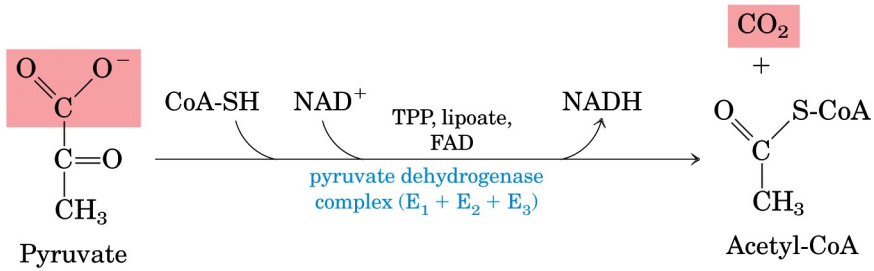 CO₂
+
O
O⁻
C
C=O
CH₃
Pyruvate
CoA-SH
NAD⁺
TPP, lipoate,
FAD
NADH
pyruvate dehydrogenase
complex (E₁ + E₂ + E₃)
O
S-CoA
C
CH₃
Acetyl-CoA